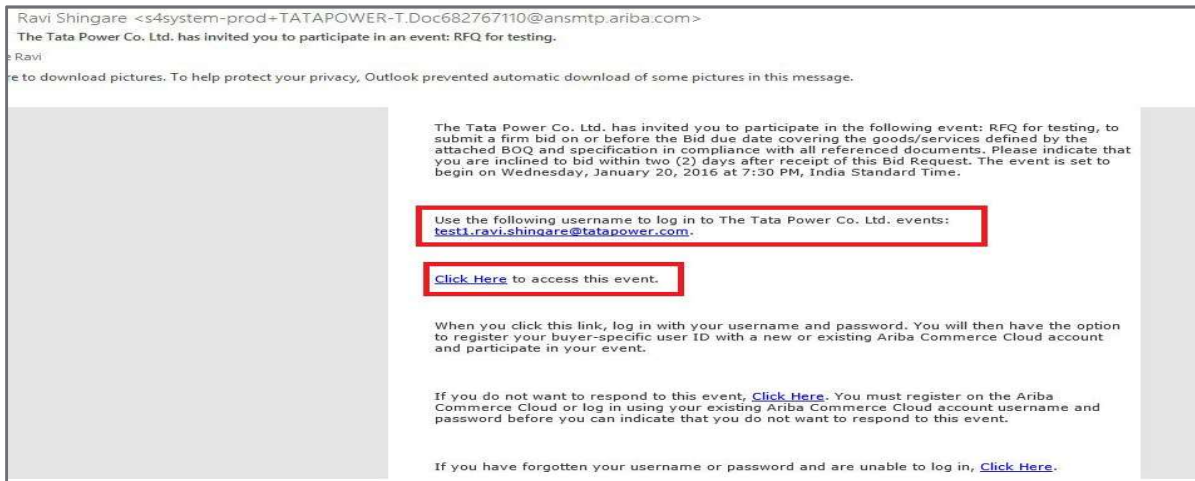 Ravi Shingare <s4system-prod+TATAPOWER-T.Doc682767110@ansmtp.ariba.com>
The Tata Power Co. Ltd. has invited you to participate in an event: RFQ for testing.
Ravi
re to download pictures. To help protect your privacy, Outlook prevented automatic download of some pictures in this message.
The Tata Power Co. Ltd. has invited you to participate in the following event: RFQ for testing, to
submit a firm bid on or before the Bid due date covering the goods/services defined by the
attached BOQ and specification in compliance with all referenced documents. Please indicate that
you are inclined to bid within two (2) days after receipt of this Bid Request. The event is set to
begin on Wednesday, January 20, 2016 at 7:30 PM, India Standard Time.
Use the following username to log in to The Tata Power Co. Ltd. events:
test1.ravi.shingare@tatapower.com.
Click Here to access this event.
When you click this link, log in with your username and password. You will then have the option
to register your buyer-specific user ID with a new or existing Ariba Commerce Cloud account
and participate in your event.
If you do not want to respond to this event, Click Here. You must register on the Ariba
Commerce Cloud or log in using your existing Ariba Commerce Cloud account username and
password before you can indicate that you do not want to respond to this event.
If you have forgotten your username or password and are unable to log in, Click Here.